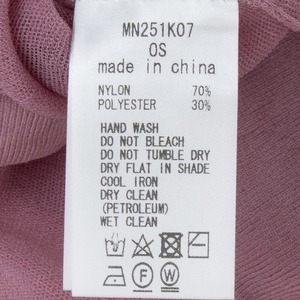 MN251K07
OS
made in china
NYLON 70%
POLYESTER 30%
HAND WASH
DO NOT BLEACH
DO NOT TUMBLE DRY
DRY FLAT IN SHADE
COOL IRON
DRY CLEAN
(PETROLEUM)
WET CLEAN
F W